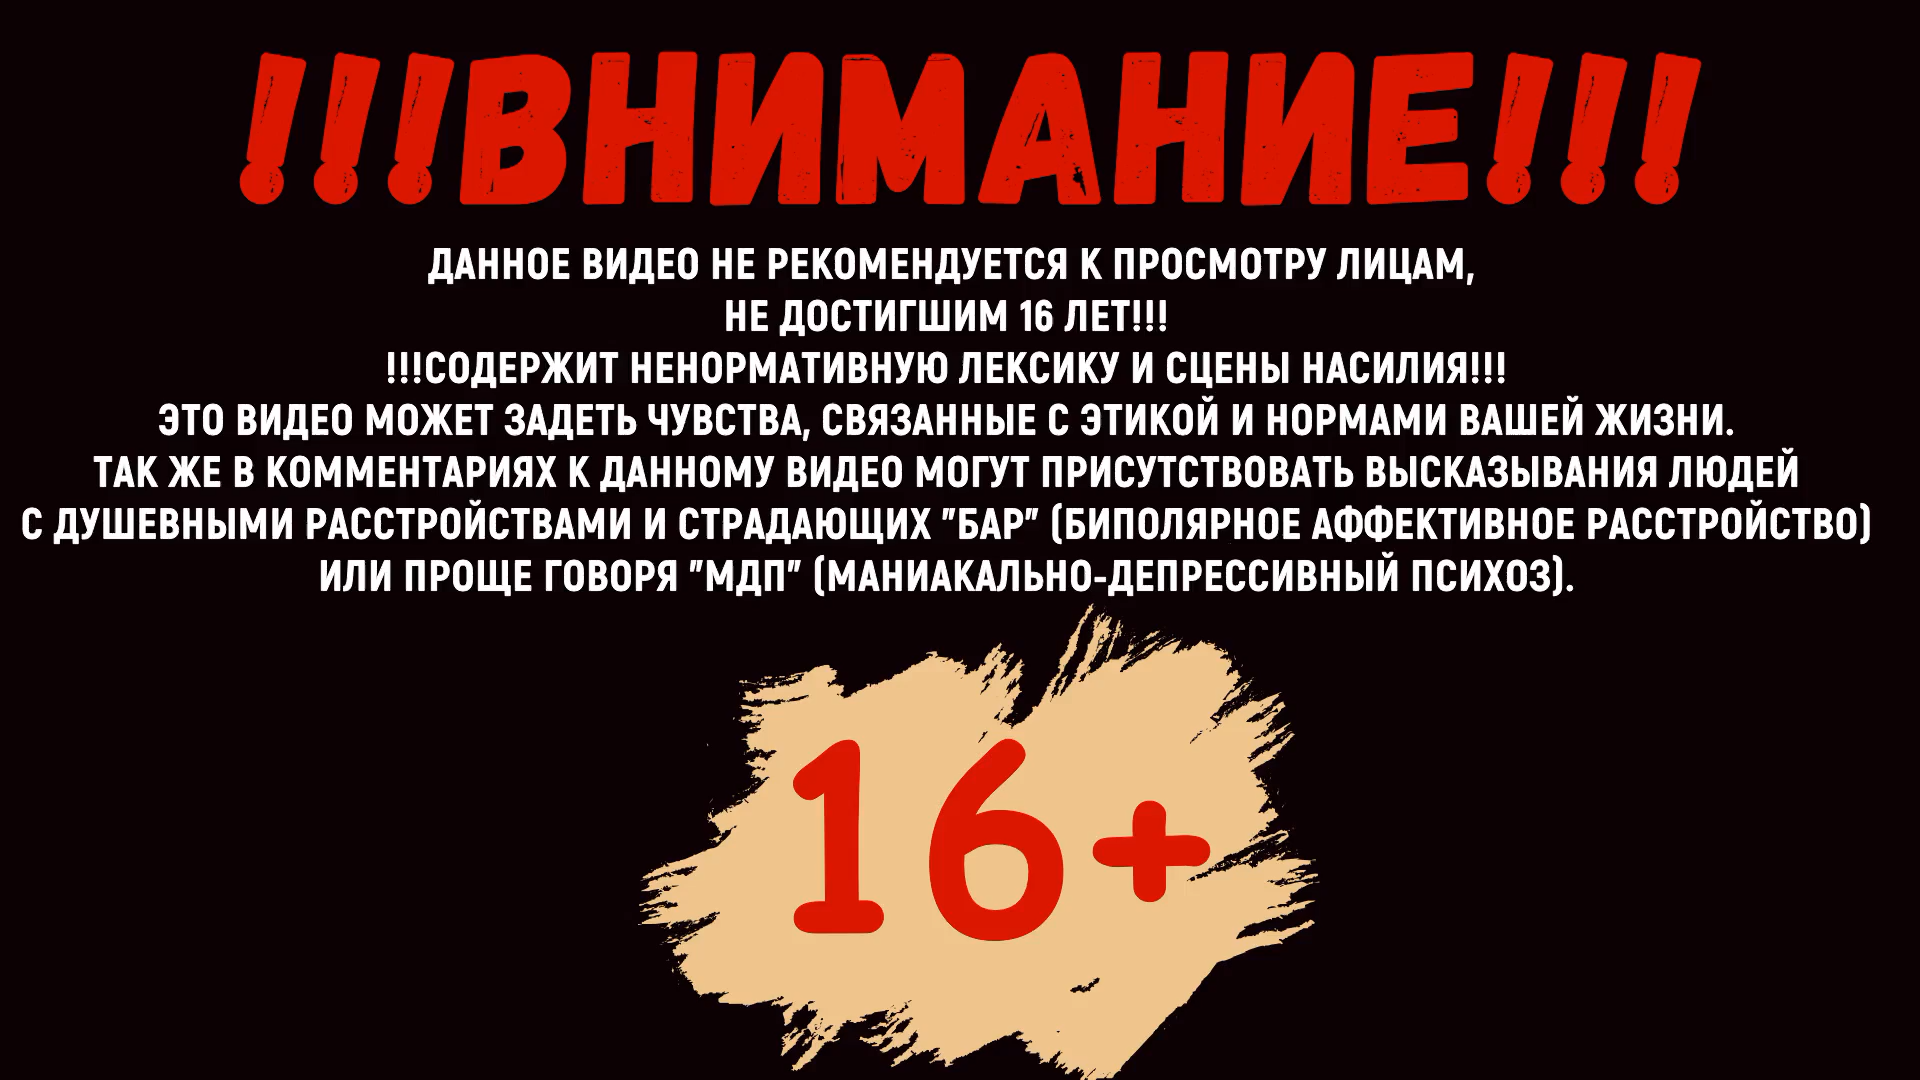 !!!ВНИМАНИЕ!!!
ДАННОЕ ВИДЕО НЕ РЕКОМЕНДУЕТСЯ К ПРОСМОТРУ ЛИЦАМ,
НЕ ДОСТИГШИМ 16 ЛЕТ!!!
!!!СОДЕРЖИТ НЕНОРМАТИВНУЮ ЛЕКСИКУ И СЦЕНЫ НАСИЛИЯ!!!
ЭТО ВИДЕО МОЖЕТ ЗАДЕТЬ ЧУВСТВА, СВЯЗАННЫЕ С ЭТИКОЙ И НОРМАМИ ВАШЕЙ ЖИЗНИ.
ТАК ЖЕ В КОММЕНТАРИЯХ К ДАННОМУ ВИДЕО МОГУТ ПРИСУТСТВОВАТЬ ВЫСКАЗЫВАНИЯ ЛЮДЕЙ
С ДУШЕВНЫМИ РАССТРОЙСТВАМИ И СТРАДАЮЩИХ "БАР" (БИПОЛЯРНОЕ АФФЕКТИВНОЕ РАССТРОЙСТВО)
ИЛИ ПРОЩЕ ГОВОРЯ "МДП" (МАНИАКАЛЬНО-ДЕПРЕССИВНЫЙ ПСИХОЗ).
16+